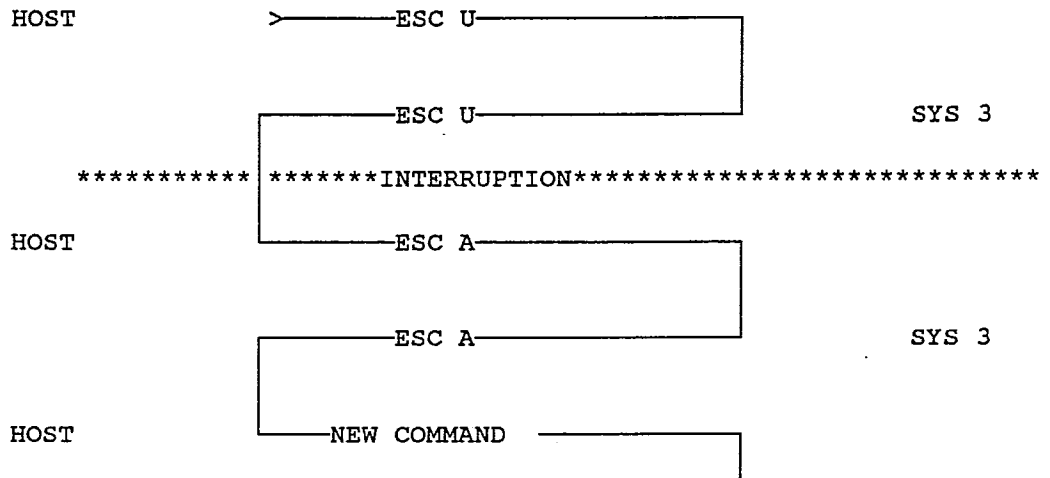 HOST >ESC U
ESC U SYS 3
*********** *******INTERRUPTION*****************************
HOST ESC A
ESC A SYS 3
HOST NEW COMMAND